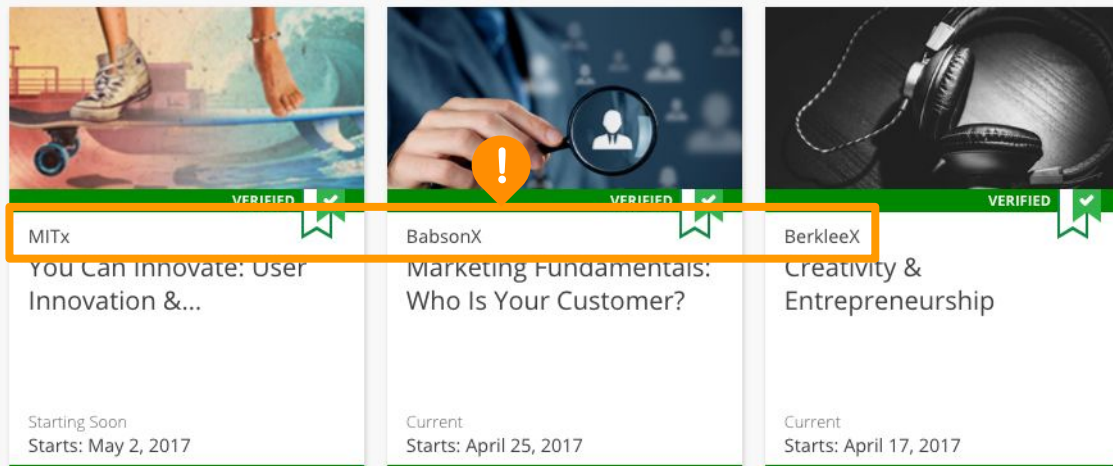 VERIFIED
MITx
You Can Innovate: User
Innovation &...
Starting Soon
Starts: May 2, 2017
!
VERIFIED
BabsonX
Marketing Fundamentals:
Who Is Your Customer?
Current
Starts: April 25, 2017
VERIFIED
BerkleeX
Creativity &
Entrepreneurship
Current
Starts: April 17, 2017